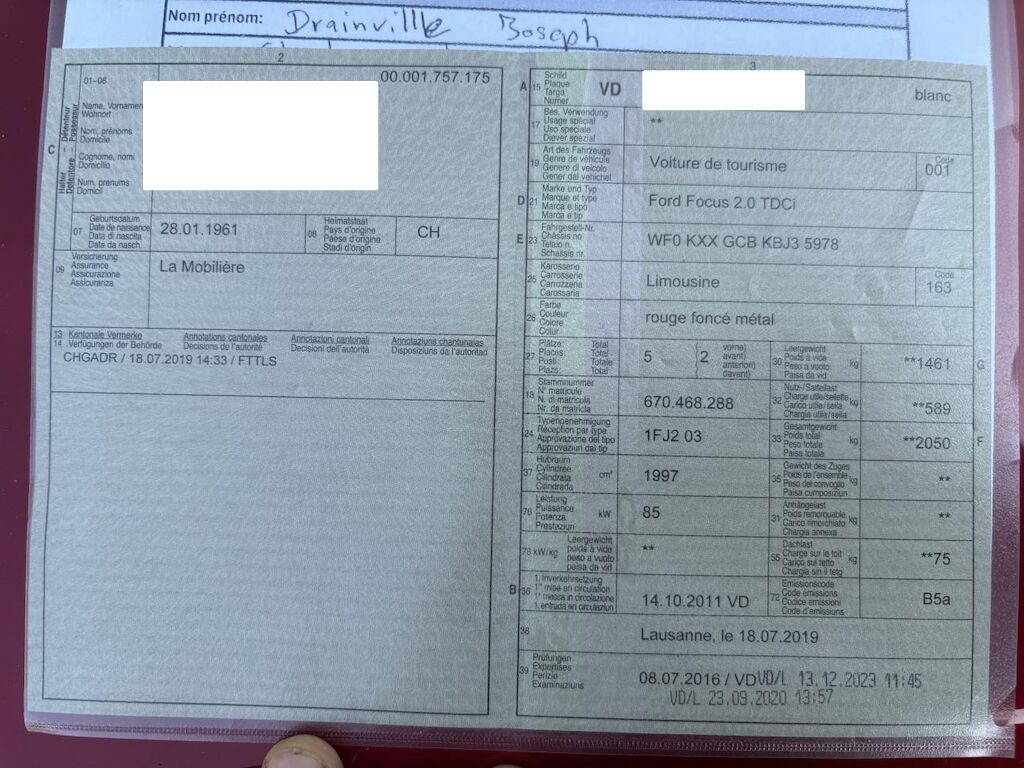 Nom prénom: Drainville Boseph
2
01-06
00.001.757.175
C
Halter Détenteur
Detentore Possessur
Name, Vornamen
Wohnort
Nom, prénoms
Domicile
Cognome, nomi
Domicilio
Num, prenums
Domicil
07 Geburtsdatum
Date de naissance
Data di nascita
Data da nasch.
28.01.1961
08 Heimatstaat
Pays d'origine
Paese d'origine
Stadi d'origin
CH
09 Versicherung
Assurance
Assicurazione
Assicuranza
La Mobilière
13 Kantonale Vermerke Annotations cantonales Annotazioni cantonali Annotaziuns chantunalas
14 Verfügungen der Behörde Décisions de l'autorité Decisioni dell'autorità Disposiziuns da l'autoritad
CHGADR / 18.07.2019 14:33 / FTTLS
3
A 15 Schild
Plaque
Targa
Numer
VD
blanc
17 Bes. Verwendung
Usage spécial
Uso speciale
Diever spezial
**
19 Art des Fahrzeugs
Genre de véhicule
Genere di veicolo
Gener dal vehichel
Voiture de tourisme
Code
001
D 21 Marke und Typ
Marque et type
Marca e tipo
Marca e tip
Ford Focus 2.0 TDCi
E 23 Fahrgestell-Nr.
Châssis no
Telaio n.
Schassis nr.
WF0 KXX GCB KBJ3 5978
25 Karosserie
Carrosserie
Carrozzeria
Carossaria
Limousine
Code
163
26 Farbe
Couleur
Colore
Colur
rouge foncé métal
27 Plätze: Total
Places: Total
Posti: Totale
Plazs: Total
5
2
vorne)
avant)
anteriori)
davant)
30 Leergewicht
Poids à vide
Peso a vuoto
Paisa da vid
kg
**1461
G
18 Stammnummer
N° matricule
N. di matricola
Nr. da matricla
670.468.288
32 Nutz-/Sattellast
Charge utile/sellette
Carico utile/sella
Chargia utila/sella
kg
**589
24 Typengenehmigung
Réception par type
Approvazione del tipo
Approvaziun dal tip
1FJ2 03
33 Gesamtgewicht
Poids total
Peso totale
Paisa totala
kg
**2050
F
37 Hubraum
Cylindrée
Cilindrata
Cilindrada
cm³
1997
35 Gewicht des Zuges
Poids de l'ensemble
Peso del convoglio
Paisa cumposiziun
kg
**
76 Leistung
Puissance
Potenza
Prestaziun
kW
85
31 Anhängelast
Poids remorquable
Carico rimorchiato
Chargia annexa
kg
**
78 kW/kg
Leergewicht
poids à vide
peso a vuoto
paisa da vid
**
55 Dachlast
Charge sur le toit
Carico sul tetto
Chargia sin il tetg
kg
**75
B 36 1. Inverkehrsetzung
1re mise en circulation
1a messa in circolazione
1. entrada en circulaziun
14.10.2011 VD
72 Emissionscode
Code émissions
Codice emissioni
Code d'emissiuns
B5a
38
Lausanne, le 18.07.2019
39 Prüfungen
Expertises
Perizie
Examinaziuns
08.07.2016 / VD VD/L 13.12.2023 11:45
VD/L 23.09.2020 13:57